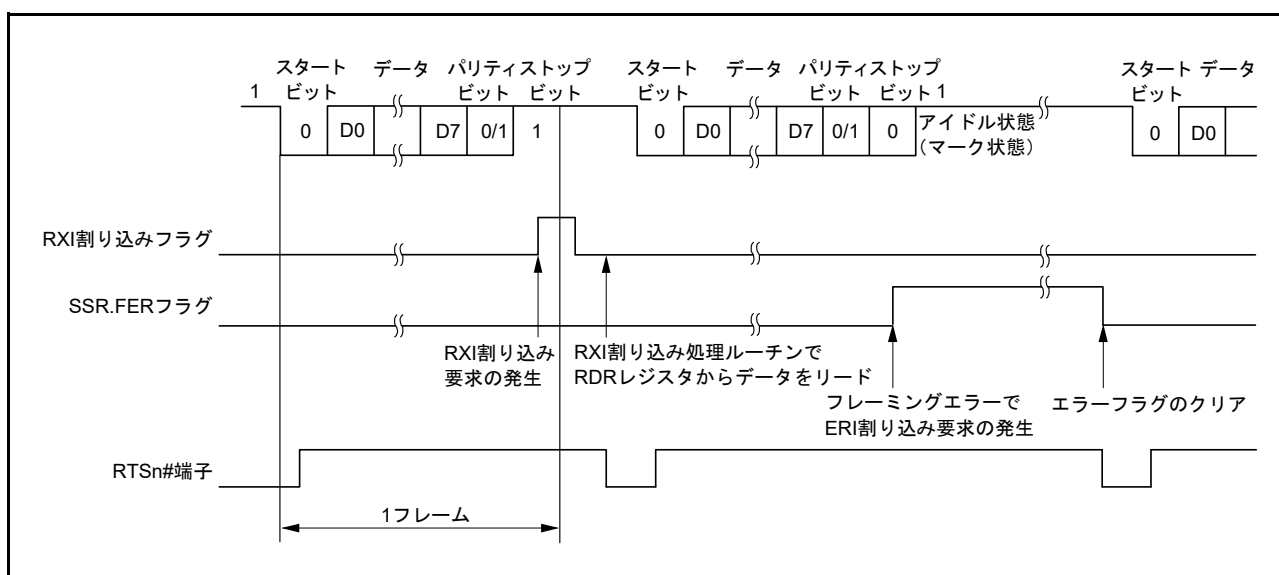 スタート データ パリティストップ スタート データ パリティストップ スタート データ
1 ビット ビット ビット ビット ビット ビット 1 ビット
0 D0 D7 0/1 1 0 D0 D7 0/1 0 アイドル状態 0 D0
(マーク状態)
RXI割り込みフラグ
SSR.FERフラグ
RXI割り込み
要求の発生
RXI割り込み処理ルーチンで
RDRレジスタからデータをリード
フレーミングエラーで
ERI割り込み要求の発生
エラーフラグのクリア
RTSn#端子
1フレーム